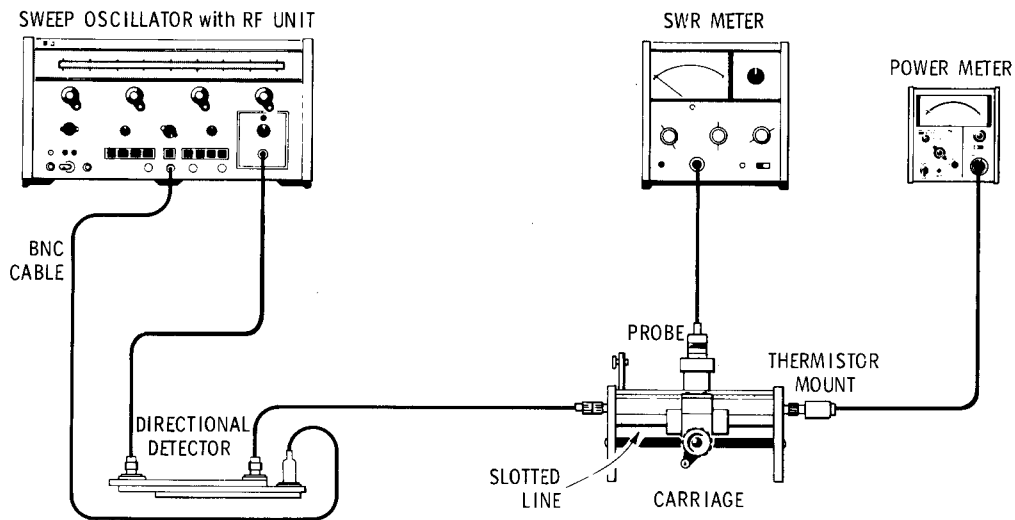 SWEEP OSCILLATOR with RF UNIT
SWR METER
POWER METER
BNC
CABLE
PROBE
THERMISTOR
MOUNT
DIRECTIONAL
DETECTOR
SLOTTED
LINE
CARRIAGE